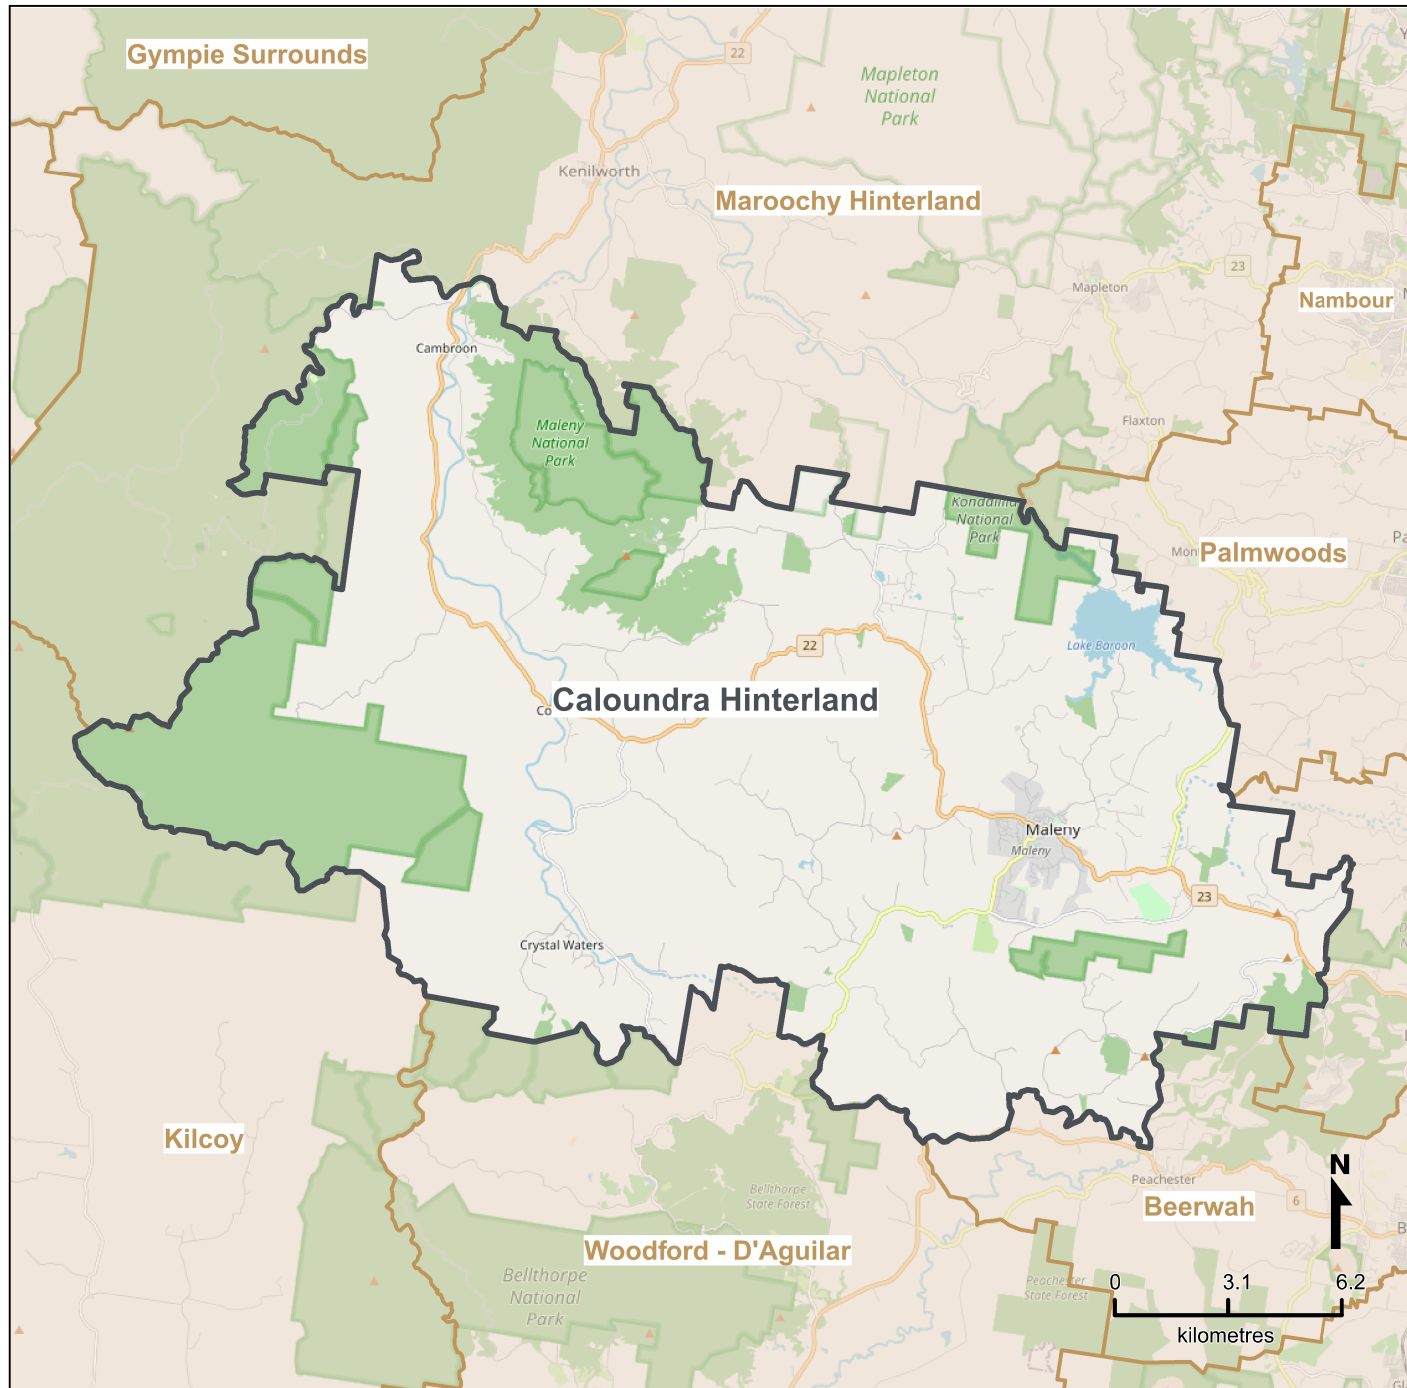 Gympie Surrounds
22
Mapleton
National
Park
Kenilworth
Maroochy Hinterland
23
Mapleton
Nambour
Cambroon
Flaxton
Maleny
National
Park
Kondalilla
National
Park
Palmwoods
Lake Baroon
22
Caloundra Hinterland
Maleny
Maleny
23
Crystal Waters
Kilcoy
N
Peachester
Bellthorpe
State Forest
Beerwah
6
Woodford - D'Aguilar
Bellthorpe
National
Park
Peachester
State Forest
0 3.1 6.2
kilometres